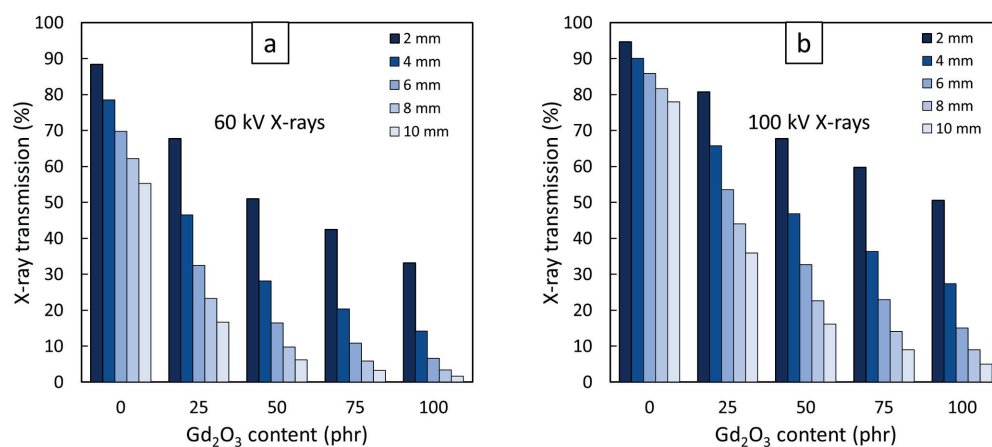 a
60 kV X-rays
2 mm
4 mm
6 mm
8 mm
10 mm
X-ray transmission (%)
100
90
80
70
60
50
40
30
20
10
0
0 25 50 75 100
Gd₂O₃ content (phr)
b
100 kV X-rays
2 mm
4 mm
6 mm
8 mm
10 mm
X-ray transmission (%)
100
90
80
70
60
50
40
30
20
10
0
0 25 50 75 100
Gd₂O₃ content (phr)